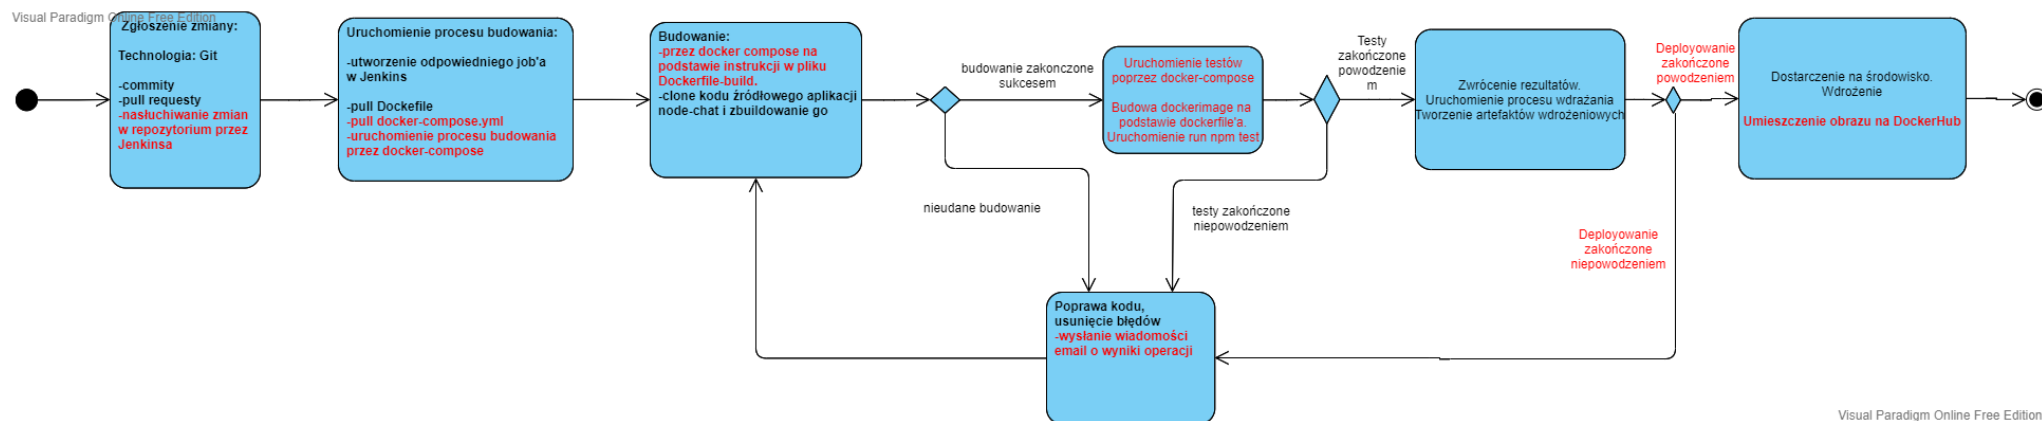 Visual Paradigm Online Free Edition
Zgłoszenie zmiany:
Technologia: Git
-commity
-pull requesty
-nasłuchiwanie zmian
w repozytorium przez
Jenkinsa
Uruchomienie procesu budowania:
-utworzenie odpowiedniego job'a
w Jenkins
-pull Dockefile
-pull docker-compose.yml
-uruchomienie procesu budowania
przez docker-compose
Budowanie:
-przez docker compose na
podstawie instrukcji w pliku
Dockerfile-build.
-clone kodu źródłowego aplikacji
node-chat i zbuildowanie go
budowanie zakonczone
sukcesem
nieudane budowanie
Uruchomienie testów
poprzez docker-compose
Budowa dockerimage na
podstawie dockerfile'a.
Uruchomienie run npm test
Testy
zakończone
powodzenie
m
testy zakończone
niepowodzeniem
Zwrócenie rezultatów.
Uruchomienie procesu wdrażania
Tworzenie artefaktów wdrożeniowych
Deployowanie
zakończone
powodzeniem
Deployowanie
zakończone
niepowodzeniem
Dostarczenie na środowisko.
Wdrożenie
Umieszczenie obrazu na DockerHub
Poprawa kodu,
usunięcie błędów
-wysłanie wiadomości
email o wyniki operacji
Visual Paradigm Online Free Edition